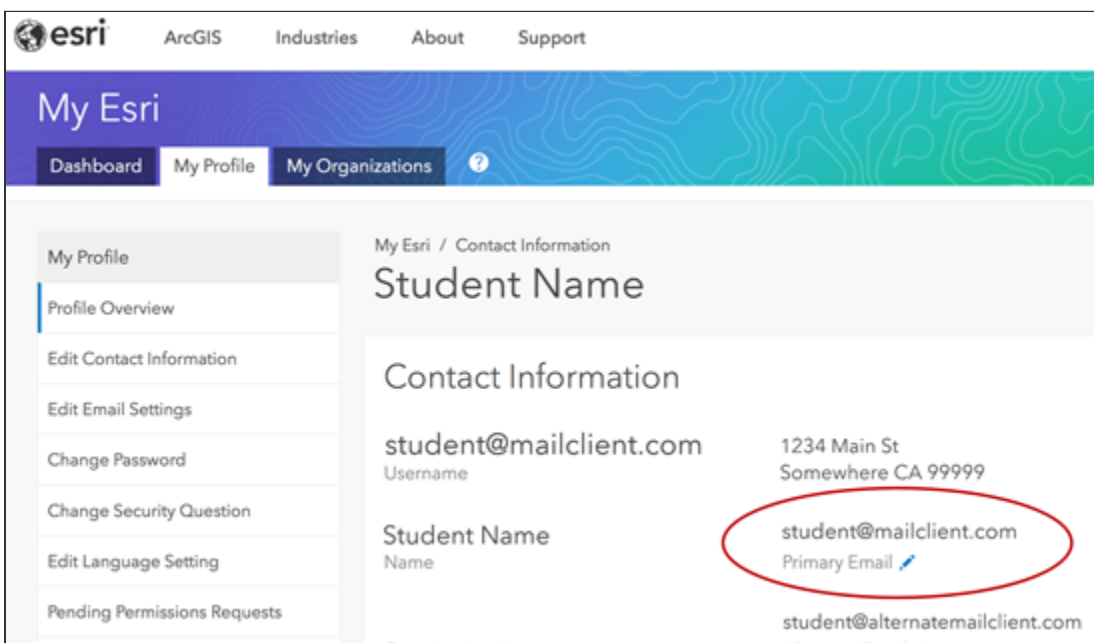 esri
ArcGIS Industries About Support
My Esri
Dashboard My Profile My Organizations ?
My Profile
Profile Overview
Edit Contact Information
Edit Email Settings
Change Password
Change Security Question
Edit Language Setting
Pending Permissions Requests
My Esri / Contact Information
Student Name
Contact Information
student@mailclient.com
Username
1234 Main St
Somewhere CA 99999
Student Name
Name
student@mailclient.com
Primary Email
student@alternatemailclient.com